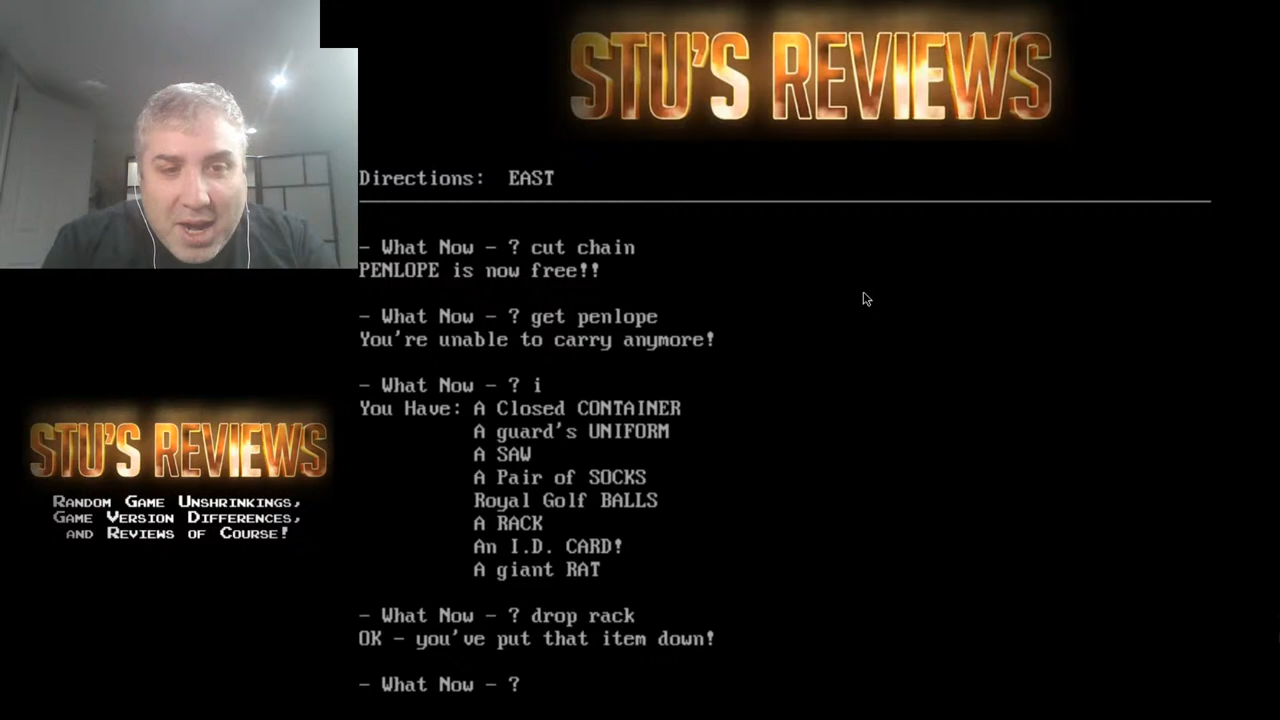 STU'S REVIEWS
Directions: EAST
- What Now - ? cut chain
PENLOPE is now free!!
- What Now - ? get penlope
You're unable to carry anymore!
- What Now - ? i
You Have: A Closed CONTAINER
A guard's UNIFORM
A SAW
A Pair of SOCKS
Royal Golf BALLS
A RACK
An I.D. CARD!
A giant RAT
- What Now - ? drop rack
OK - you've put that item down!
- What Now - ?
STU'S REVIEWS
RANDOM GAME UNSHRINKINGS,
GAME VERSION DIFFERENCES,
AND REVIEWS OF COURSE!